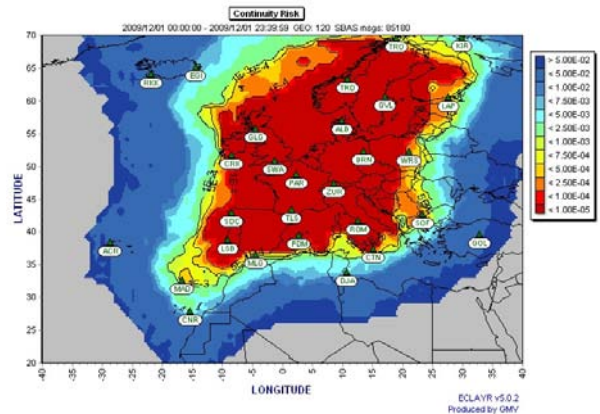 Continuity Risk
2009/12/01 00:00:00 - 2009/12/01 23:39:59 GEO: 120 SBAS msgs: 85180
70
65
60
55
50
45
40
35
30
25
20
LATITUDE
-40 -35 -30 -25 -20 -15 -10 -5 0 5 10 15 20 25 30 35 40
LONGITUDE
TRO KIR
RKK EGI
TRD
GVL LAP
ALB
GLG
CRK SWA BRN WRS
PAR ZUR
SDC TLS ROM SOF
ACR LSB PDM GOL
MLG CTN
MAD DJA
CNR
> 5.00E-02
< 5.00E-02
< 1.00E-02
< 7.50E-03
< 5.00E-03
< 2.50E-03
< 1.00E-03
< 7.50E-04
< 5.00E-04
< 2.50E-04
< 1.00E-04
< 1.00E-05
ECLAYR v5.0.2
Produced by GMV